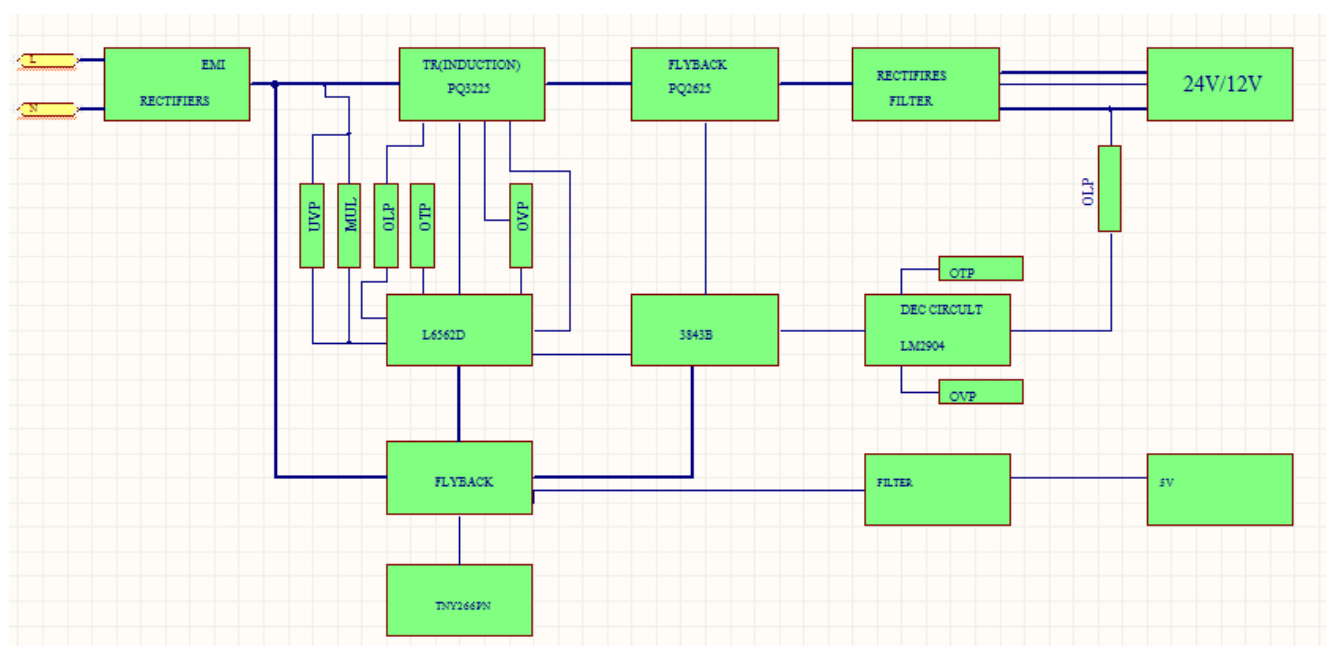 L
N
EMI
RECTIFIERS
TR(INDUCTION)
PQ3225
FLYBACK
PQ2625
RECTIFIRES
FILTER
24V/12V
UVP
MUL
OLP
OTP
OVP
OLP
L6562D
3843B
OTP
DEC CIRCULT
LM2904
OVP
FLYBACK
FILTER
5V
TNY266PN